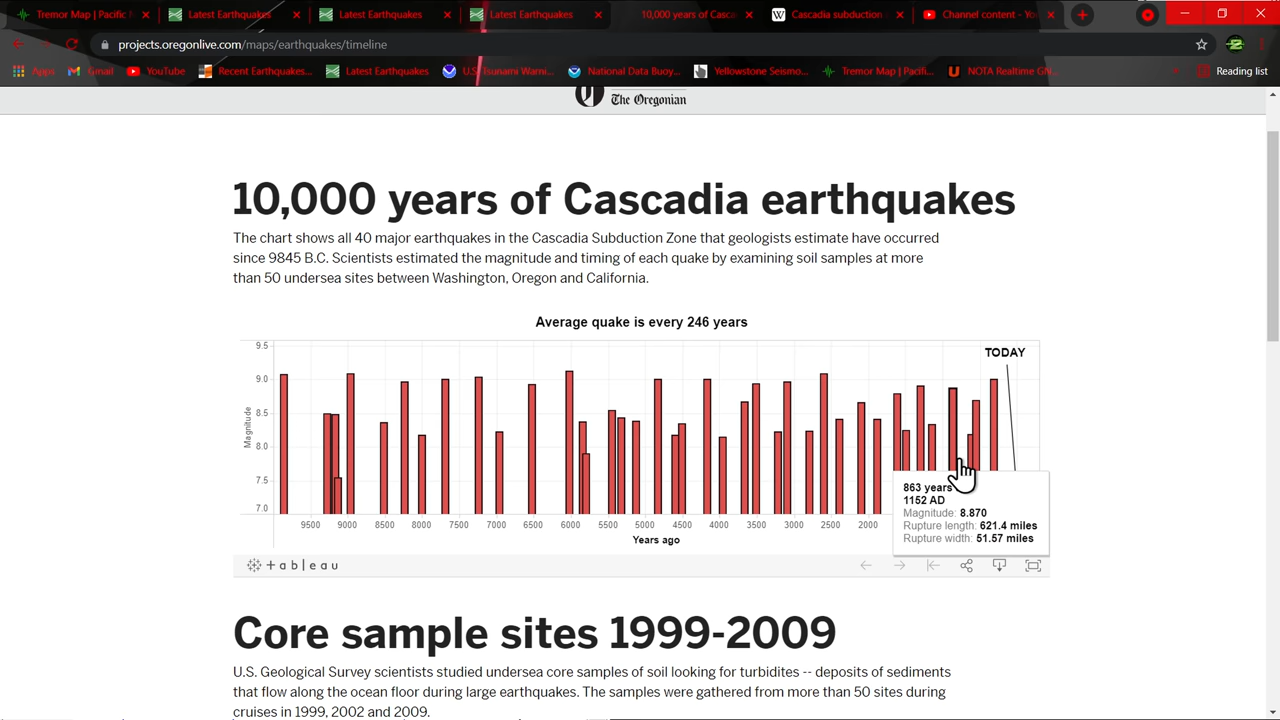 Tremor Map | Pacific
Latest Earthquakes
Latest Earthquakes
Latest Earthquakes
10,000 years of Casca
W Cascadia subduction
Channel content - Yo
projects.oregonlive.com/maps/earthquakes/timeline
Apps
Gmail
YouTube
Recent Earthquakes...
Latest Earthquakes
U.S. Tsunami Warni...
National Data Buoy...
Yellowstone Seismo...
Tremor Map | Pacifi...
NOTA Realtime GN...
Reading list
The Oregonian
10,000 years of Cascadia earthquakes
The chart shows all 40 major earthquakes in the Cascadia Subduction Zone that geologists estimate have occurred
since 9845 B.C. Scientists estimated the magnitude and timing of each quake by examining soil samples at more
than 50 undersea sites between Washington, Oregon and California.
Average quake is every 246 years
9.5
9.0
8.5
8.0
7.5
7.0
Magnitude
TODAY
9500 9000 8500 8000 7500 7000 6500 6000 5500 5000 4500 4000 3500 3000 2500 2000
Years ago
863 years
1152 AD
Magnitude: 8.870
Rupture length: 621.4 miles
Rupture width: 51.57 miles
+ a b | e a u
Core sample sites 1999-2009
U.S. Geological Survey scientists studied undersea core samples of soil looking for turbidites -- deposits of sediments
that flow along the ocean floor during large earthquakes. The samples were gathered from more than 50 sites during
cruises in 1999, 2002 and 2009.